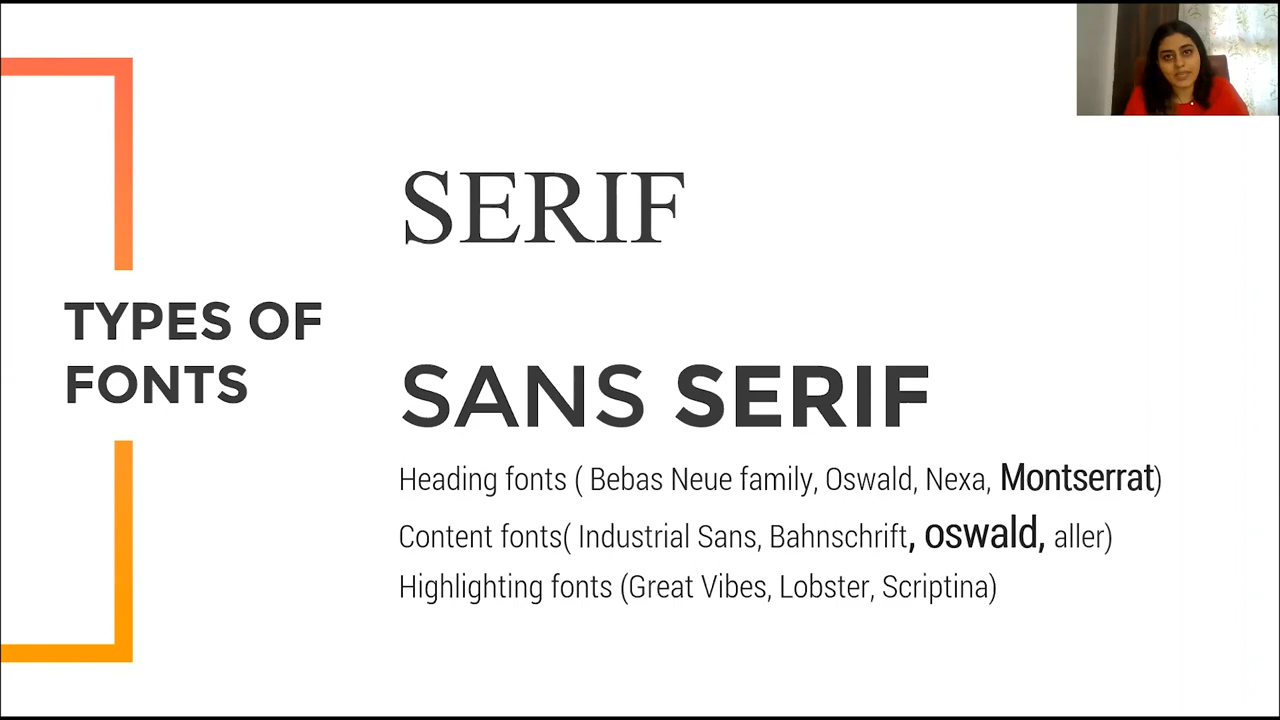 TYPES OF
FONTS
SERIF
SANS SERIF
Heading fonts ( Bebas Neue family, Oswald, Nexa, Montserrat)
Content fonts( Industrial Sans, Bahnschrift, oswald, aller)
Highlighting fonts (Great Vibes, Lobster, Scriptina)